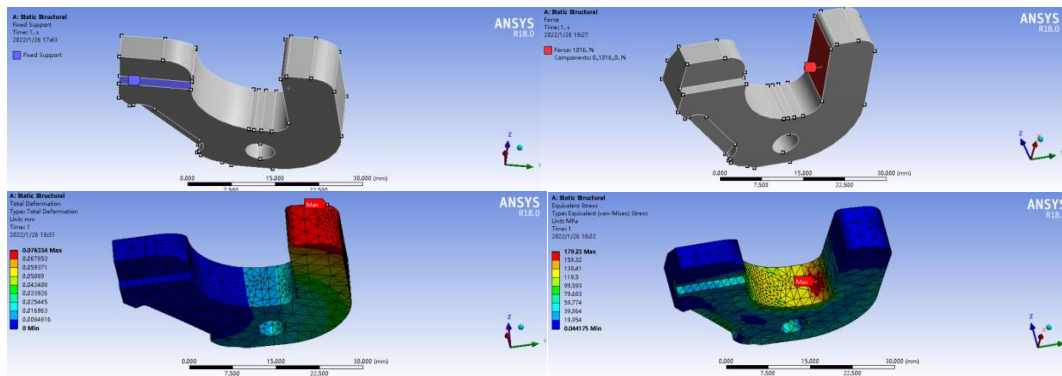 A: Static Structural
Fixed Support
Time: 1. s
2022/1/26 17:43
Fixed Support
ANSYS
R18.0
0.000
15.000
30.000 (mm)
7.500
22.500
Z
Y
A: Static Structural
Force
Time: 1. s
2022/1/26 18:27
Force: 1016. N
Components: 0.,1016.,0. N
ANSYS
R18.0
0.000
15.000
30.000 (mm)
7.500
22.500
Z
X
Y
A: Static Structural
Total Deformation
Type: Total Deformation
Unit: mm
Time: 1
2022/1/26 18:31
0.076334 Max
0.067853
0.059371
0.05089
0.042408
0.033926
0.025445
0.016963
0.0084816
0 Min
Max
ANSYS
R18.0
0.000
15.000
30.000 (mm)
7.500
22.500
Z
Y
A: Static Structural
Equivalent Stress
Type: Equivalent (von-Mises) Stress
Unit: MPa
Time: 1
2022/1/26 18:32
179.23 Max
159.32
139.41
119.5
99.593
79.683
59.774
39.864
19.954
0.044175 Min
Max
ANSYS
R18.0
0.000
15.000
30.000 (mm)
7.500
22.500
Z
X
Y